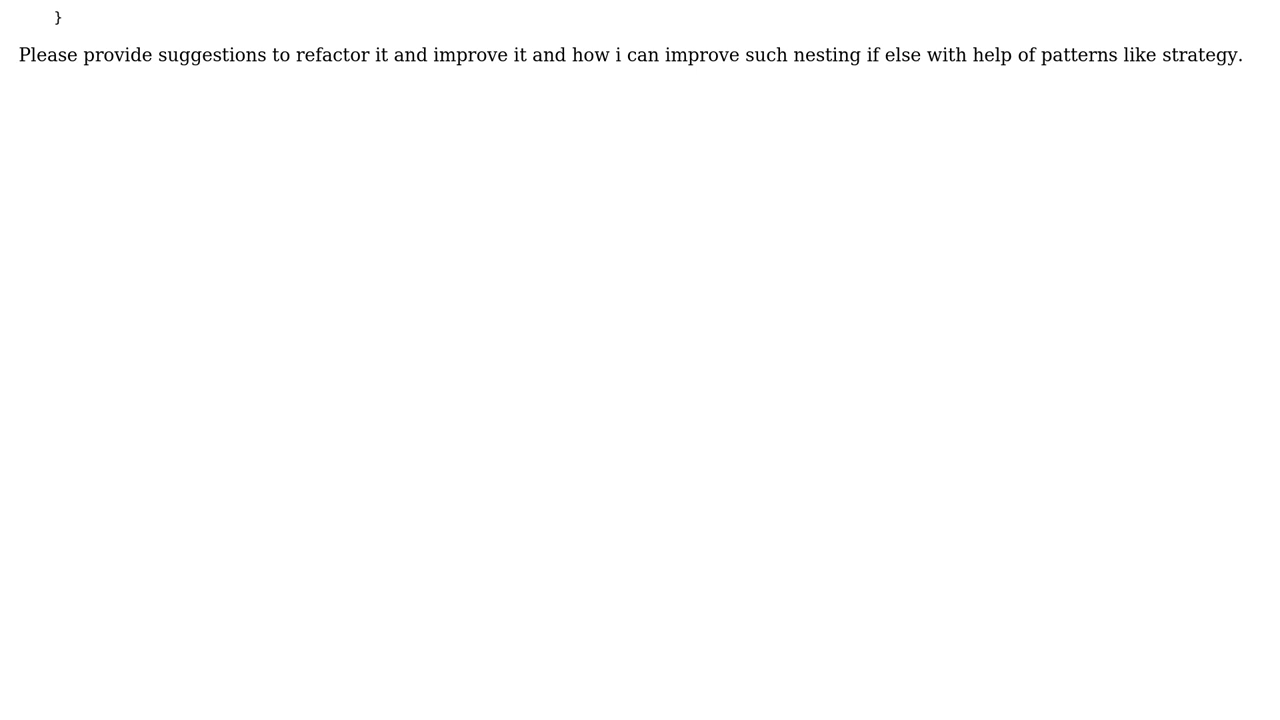 }
Please provide suggestions to refactor it and improve it and how i can improve such nesting if else with help of patterns like strategy.